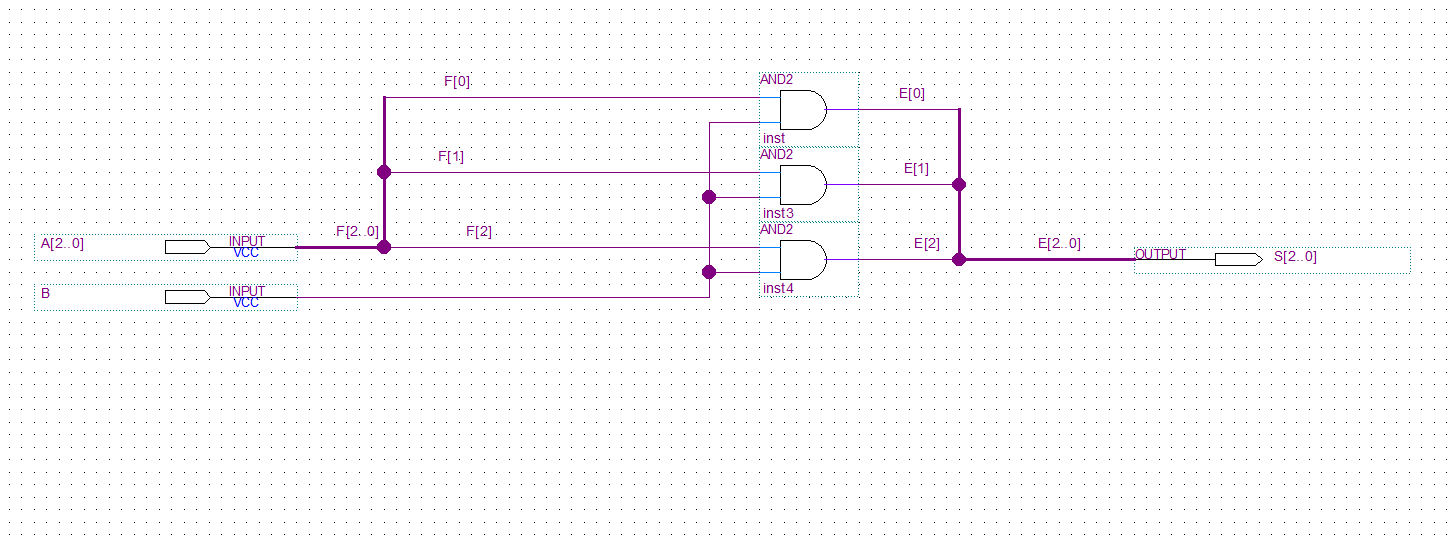 F[0]
AND2
E[0]
inst
F[1]
AND2
E[1]
inst3
A[2..0]
INPUT
VCC
F[2..0]
F[2]
AND2
E[2]
E[2..0]
OUTPUT
S[2..0]
inst4
B
INPUT
VCC